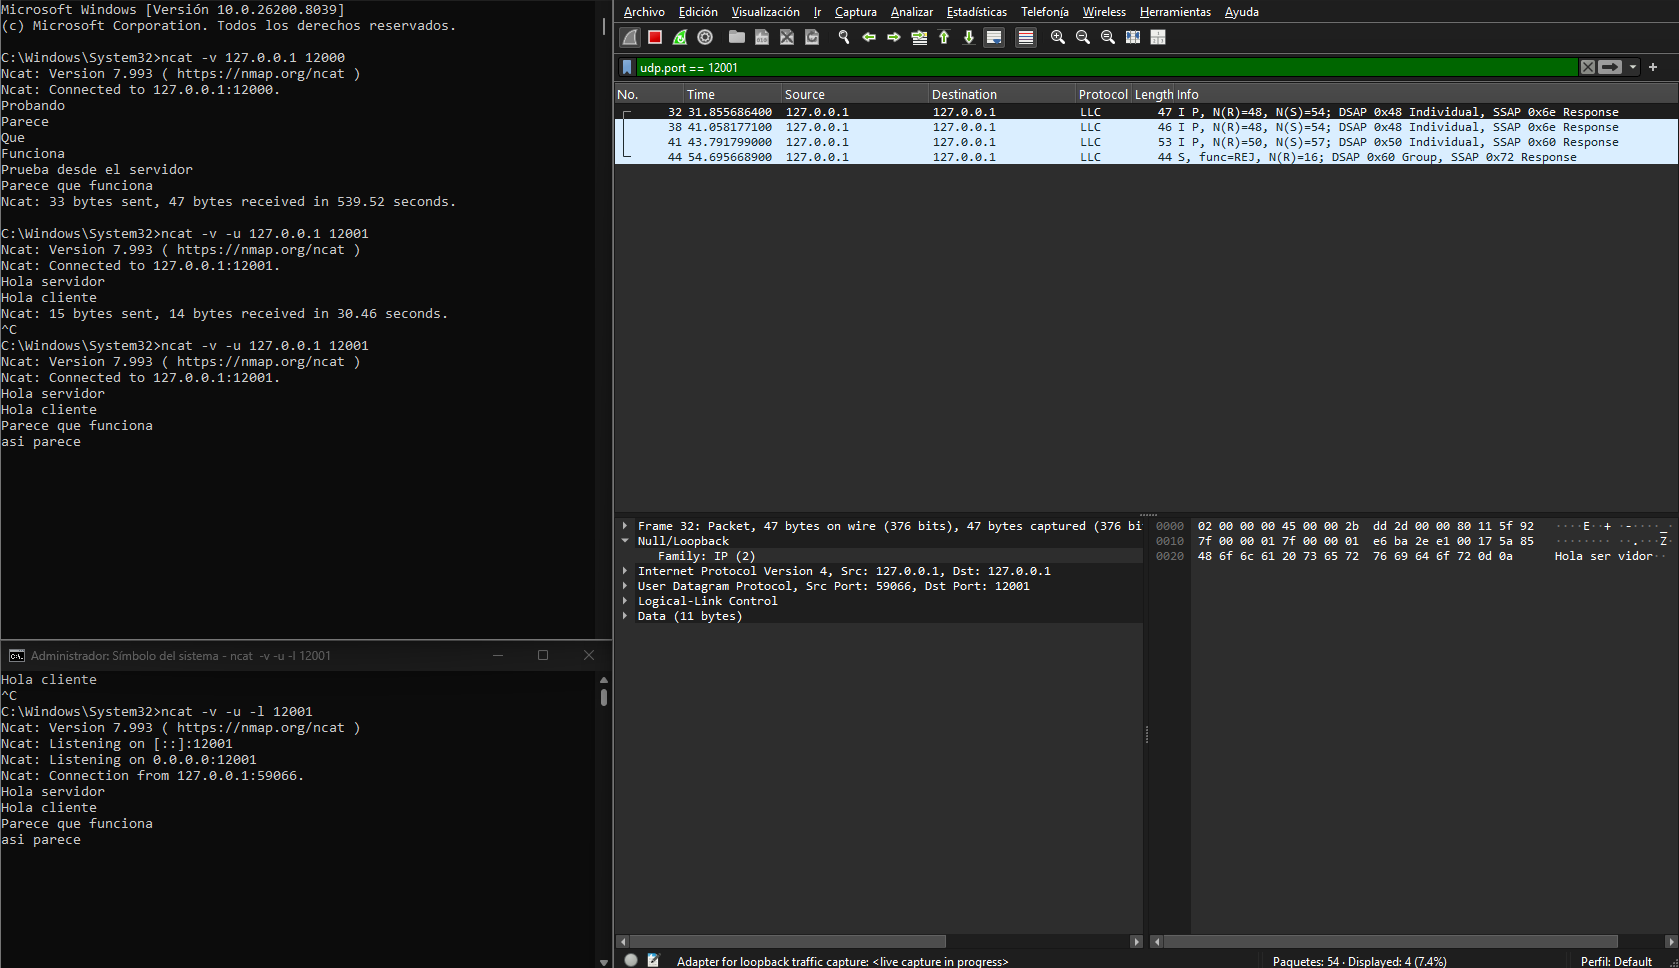 Microsoft Windows [Versión 10.0.26200.8039]
(c) Microsoft Corporation. Todos los derechos reservados.
C:\Windows\System32>ncat -v 127.0.0.1 12000
Ncat: Version 7.993 ( https://nmap.org/ncat )
Ncat: Connected to 127.0.0.1:12000.
Probando
Parece
Que
Funciona
Prueba desde el servidor
Parece que funciona
Ncat: 33 bytes sent, 47 bytes received in 539.52 seconds.
C:\Windows\System32>ncat -v -u 127.0.0.1 12001
Ncat: Version 7.993 ( https://nmap.org/ncat )
Ncat: Connected to 127.0.0.1:12001.
Hola servidor
Hola cliente
Ncat: 15 bytes sent, 14 bytes received in 30.46 seconds.
^C
C:\Windows\System32>ncat -v -u 127.0.0.1 12001
Ncat: Version 7.993 ( https://nmap.org/ncat )
Ncat: Connected to 127.0.0.1:12001.
Hola servidor
Hola cliente
Parece que funciona
asi parece
Administrador: Símbolo del sistema - ncat -v -u -l 12001
Hola cliente
^C
C:\Windows\System32>ncat -v -u -l 12001
Ncat: Version 7.993 ( https://nmap.org/ncat )
Ncat: Listening on [::]:12001
Ncat: Listening on 0.0.0.0:12001
Ncat: Connection from 127.0.0.1:59066.
Hola servidor
Hola cliente
Parece que funciona
asi parece
Archivo Edición Visualización Ir Captura Analizar Estadísticas Telefonía Wireless Herramientas Ayuda
udp.port == 12001
No. Time Source Destination Protocol Length Info
32 31.855686400 127.0.0.1 127.0.0.1 LLC 47 I P, N(R)=48, N(S)=54; DSAP 0x48 Individual, SSAP 0x6e Response
38 41.058177100 127.0.0.1 127.0.0.1 LLC 46 I P, N(R)=48, N(S)=54; DSAP 0x48 Individual, SSAP 0x6e Response
41 43.791799000 127.0.0.1 127.0.0.1 LLC 53 I P, N(R)=50, N(S)=57; DSAP 0x50 Individual, SSAP 0x60 Response
44 54.695668900 127.0.0.1 127.0.0.1 LLC 44 S, func=REJ, N(R)=16; DSAP 0x60 Group, SSAP 0x72 Response
Frame 32: Packet, 47 bytes on wire (376 bits), 47 bytes captured (376 bi
Null/Loopback
Family: IP (2)
Internet Protocol Version 4, Src: 127.0.0.1, Dst: 127.0.0.1
User Datagram Protocol, Src Port: 59066, Dst Port: 12001
Logical-Link Control
Data (11 bytes)
0000 02 00 00 00 45 00 00 2b dd 2d 00 00 80 11 5f 92 ····E··+ ·-····_·
0010 7f 00 00 01 7f 00 00 01 e6 ba 2e e1 00 17 5a 85 ········ ··.···Z·
0020 48 6f 6c 61 20 73 65 72 76 69 64 6f 72 0d 0a Hola ser vidor··
Adapter for loopback traffic capture: <live capture in progress>
Paquetes: 54 · Displayed: 4 (7.4%)
Perfil: Default